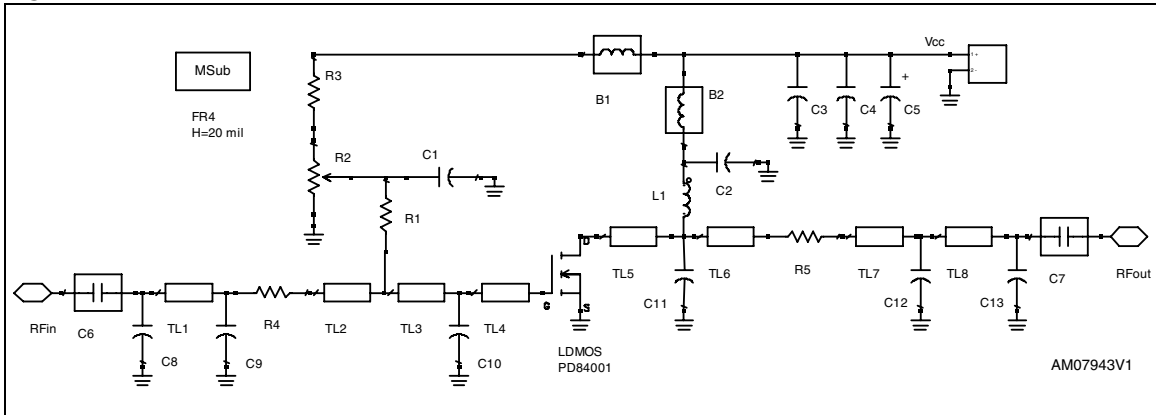 Vcc
1 +
2 -
MSub
R3
B1
B2
+
FR4
H=20 mil
C3
C4
C5
R2
C1
C2
L1
R1
D
TL5
TL6
R5
TL7
TL8
C7
RFout
C11
C12
C13
G
S
RFin
C6
TL1
R4
TL2
TL3
TL4
C8
C9
C10
LDMOS
PD84001
AM07943V1